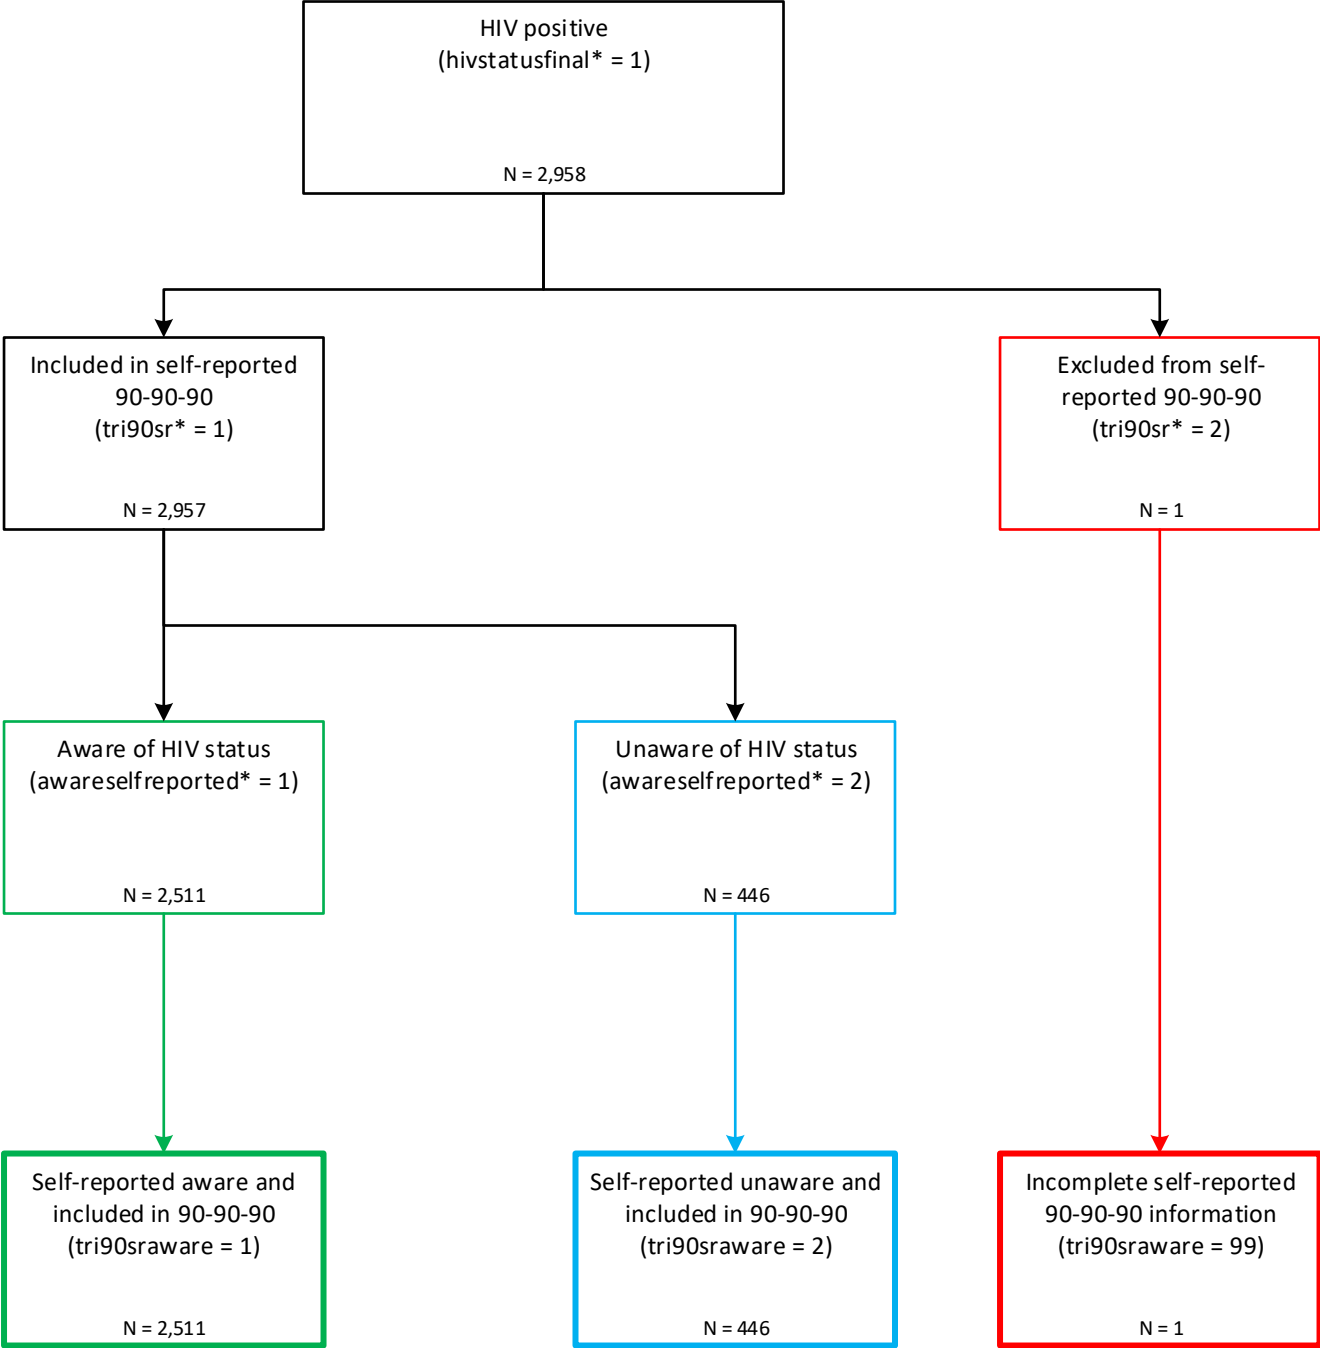 HIV positive
(hivstatusfinal* = 1)
N = 2,958
Included in self-reported
90-90-90
(tri90sr* = 1)
N = 2,957
Excluded from self-
reported 90-90-90
(tri90sr* = 2)
N = 1
Aware of HIV status
(awareselfreported* = 1)
N = 2,511
Unaware of HIV status
(awareselfreported* = 2)
N = 446
Self-reported aware and
included in 90-90-90
(tri90sraware = 1)
N = 2,511
Self-reported unaware and
included in 90-90-90
(tri90sraware = 2)
N = 446
Incomplete self-reported
90-90-90 information
(tri90sraware = 99)
N = 1